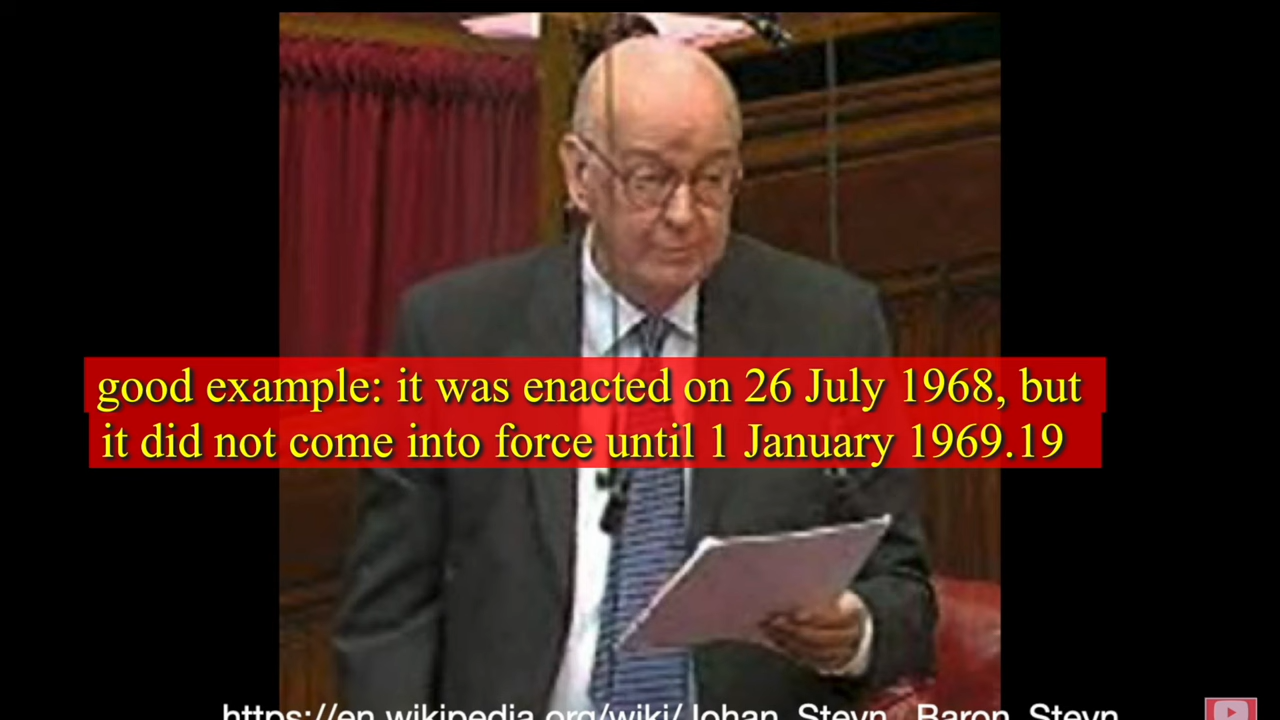 good example: it was enacted on 26 July 1968, but
it did not come into force until 1 January 1969.19
https://en.wikipedia.org/wiki/Johan_Steyn,_Baron_Steyn